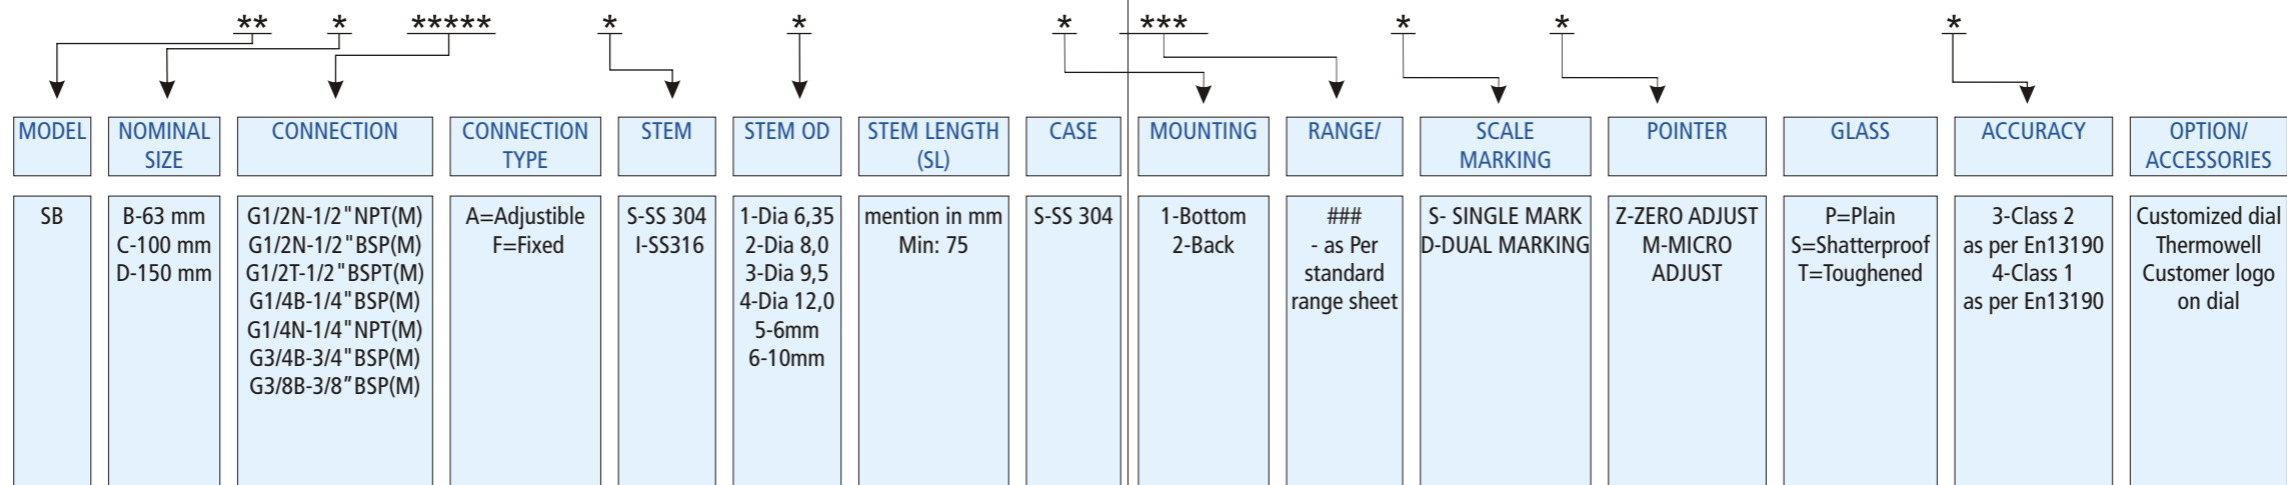 ** * ***** * * * *** * * *
MODEL
NOMINAL
SIZE
CONNECTION
CONNECTION
TYPE
STEM
STEM OD
STEM LENGTH
(SL)
CASE
MOUNTING
RANGE/
SCALE
MARKING
POINTER
GLASS
ACCURACY
OPTION/
ACCESSORIES
SB
B-63 mm
C-100 mm
D-150 mm
G1/2N-1/2"NPT(M)
G1/2N-1/2"BSP(M)
G1/2T-1/2"BSPT(M)
G1/4B-1/4"BSP(M)
G1/4N-1/4"NPT(M)
G3/4B-3/4"BSP(M)
G3/8B-3/8”BSP(M)
A=Adjustible
F=Fixed
S-SS 304
I-SS316
1-Dia 6,35
2-Dia 8,0
3-Dia 9,5
4-Dia 12,0
5-6mm
6-10mm
mention in mm
Min: 75
S-SS 304
1-Bottom
2-Back
###
- as Per
standard
range sheet
S- SINGLE MARK
D-DUAL MARKING
Z-ZERO ADJUST
M-MICRO
ADJUST
P=Plain
S=Shatterproof
T=Toughened
3-Class 2
as per En13190
4-Class 1
as per En13190
Customized dial
Thermowell
Customer logo
on dial